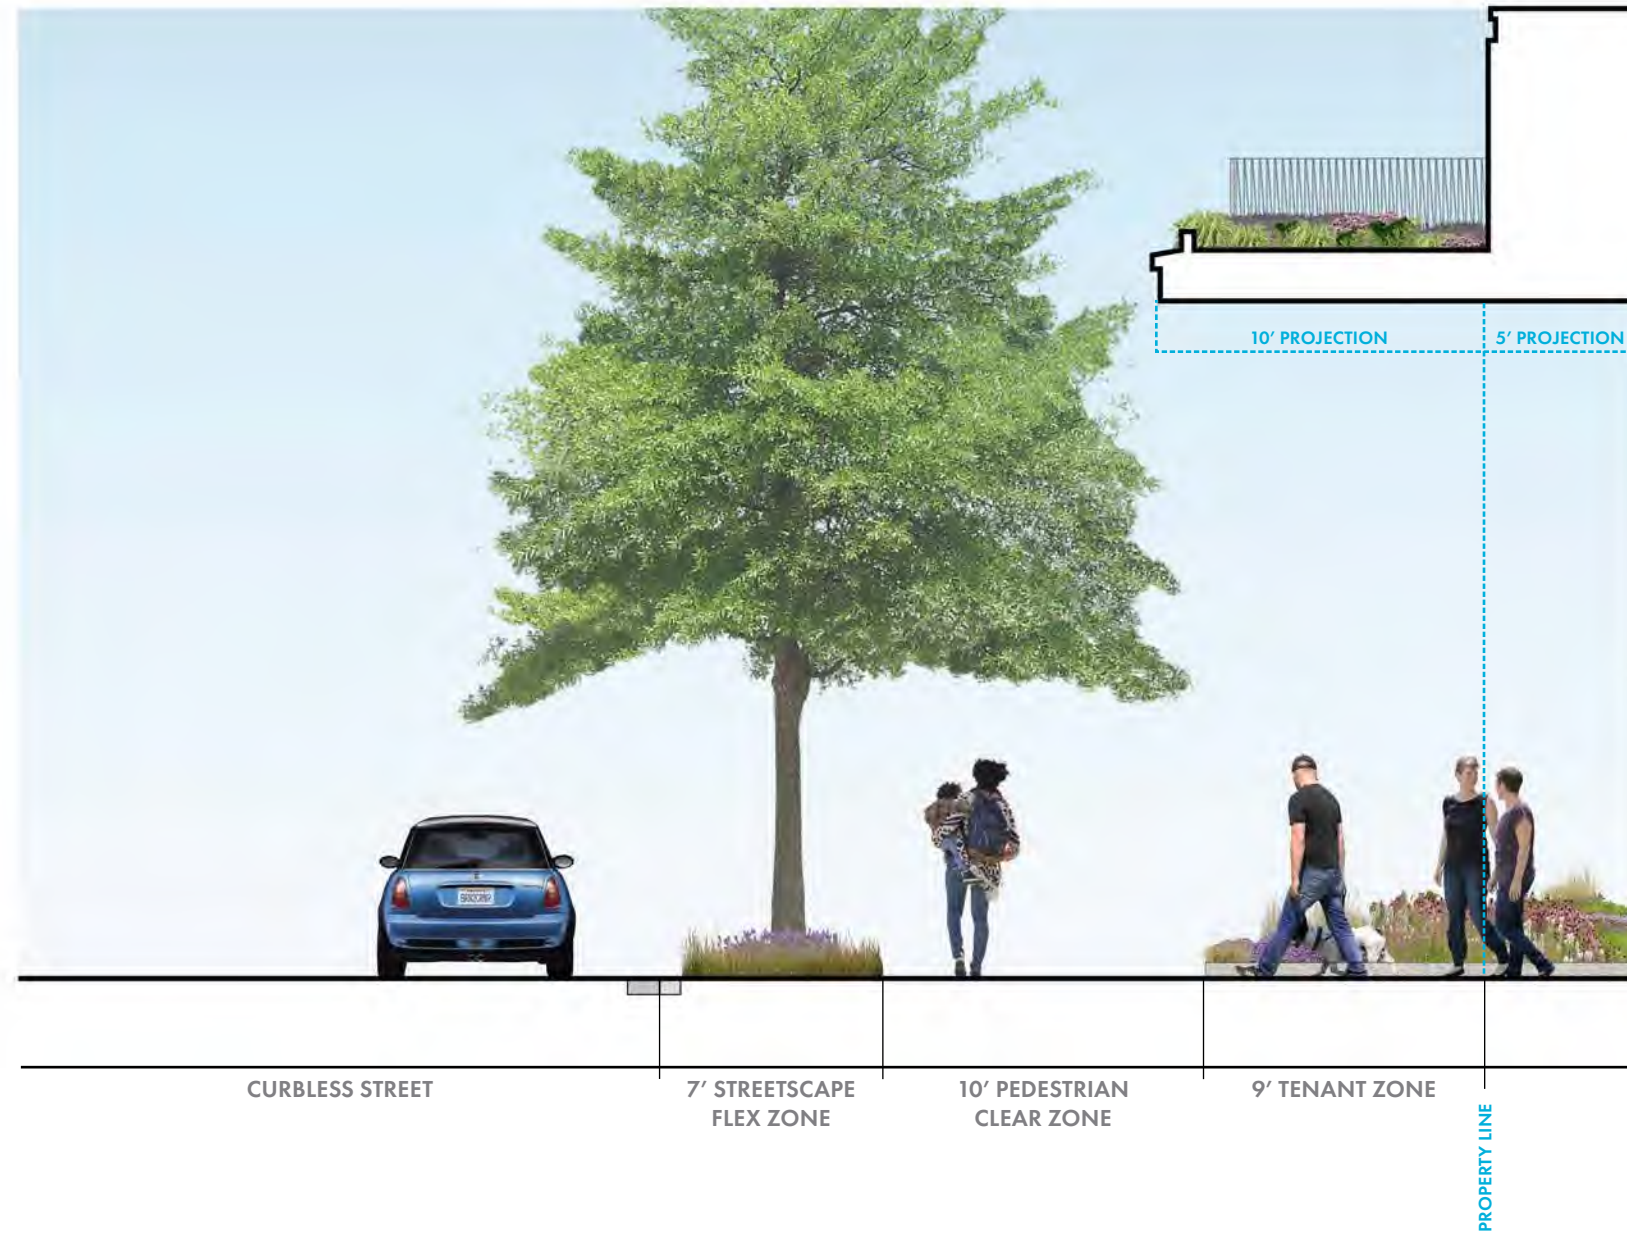 10′ PROJECTION
5′ PROJECTION
CURBLESS STREET
7′ STREETSCAPE
FLEX ZONE
10′ PEDESTRIAN
CLEAR ZONE
9′ TENANT ZONE
PROPERTY LINE